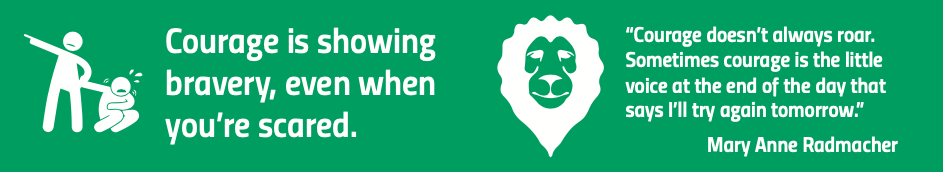 Courage is showing
bravery, even when
you’re scared.
“Courage doesn’t always roar.
Sometimes courage is the little
voice at the end of the day that
says I’ll try again tomorrow.”
Mary Anne Radmacher